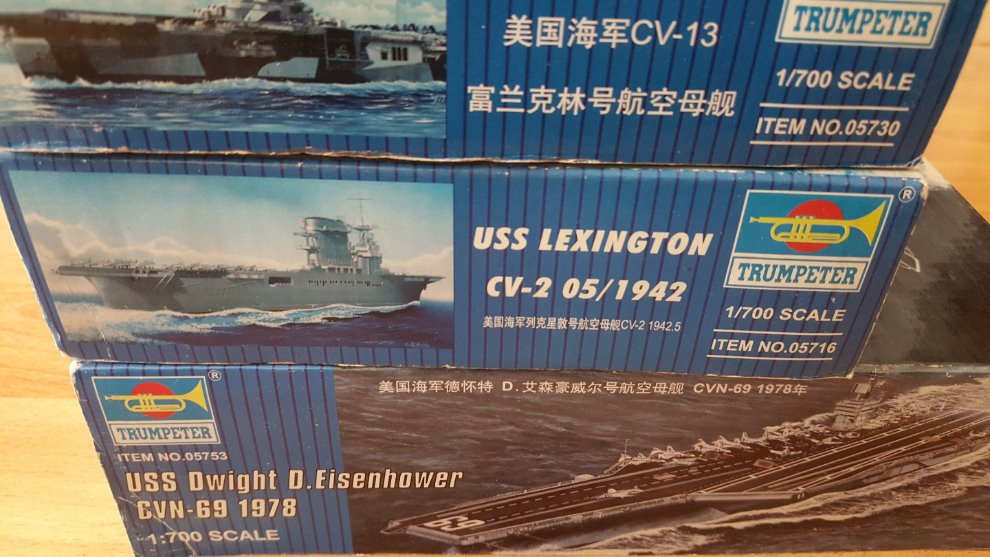 美国海军CV-13
富兰克林号航空母舰
TRUMPETER
1/700 SCALE
ITEM NO.05730
USS LEXINGTON
CV-2 05/1942
美国海军列克星敦号航空母舰CV-2 1942.5
®
TRUMPETER
1/700 SCALE
ITEM NO.05716
®
TRUMPETER
ITEM NO.05753
USS Dwight D.Eisenhower
CVN-69 1978
1:700 SCALE
美国海军德怀特 D.艾森豪威尔号航空母舰 CVN-69 1978年
69